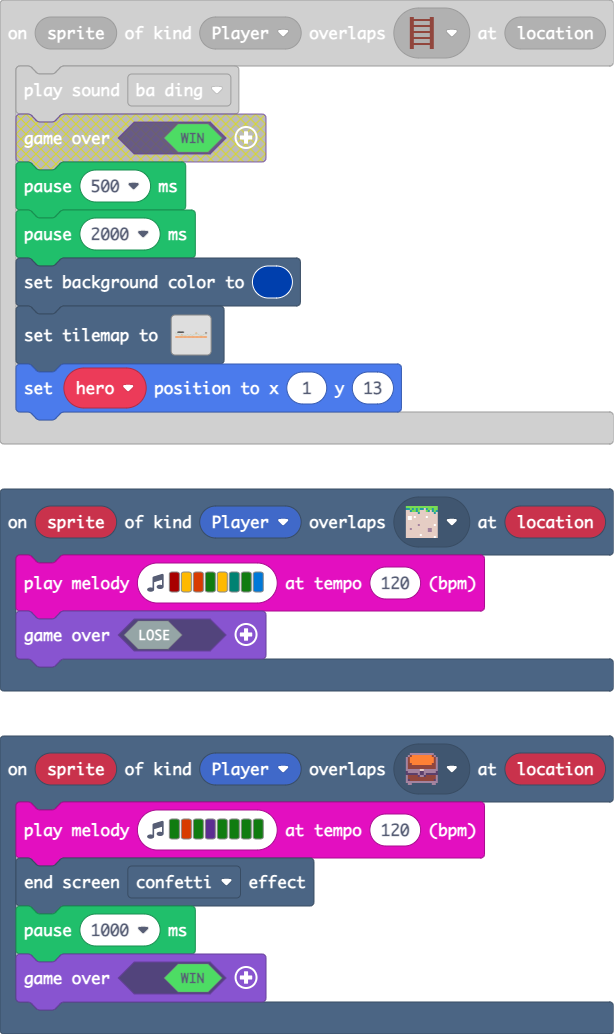 on sprite of kind Player overlaps at location
play sound ba ding
game over WIN
pause 500 ms
pause 2000 ms
set background color to
set tilemap to
set hero position to x 1 y 13
on sprite of kind Player overlaps at location
play melody at tempo 120 (bpm)
game over LOSE
on sprite of kind Player overlaps at location
play melody at tempo 120 (bpm)
end screen confetti effect
pause 1000 ms
game over WIN